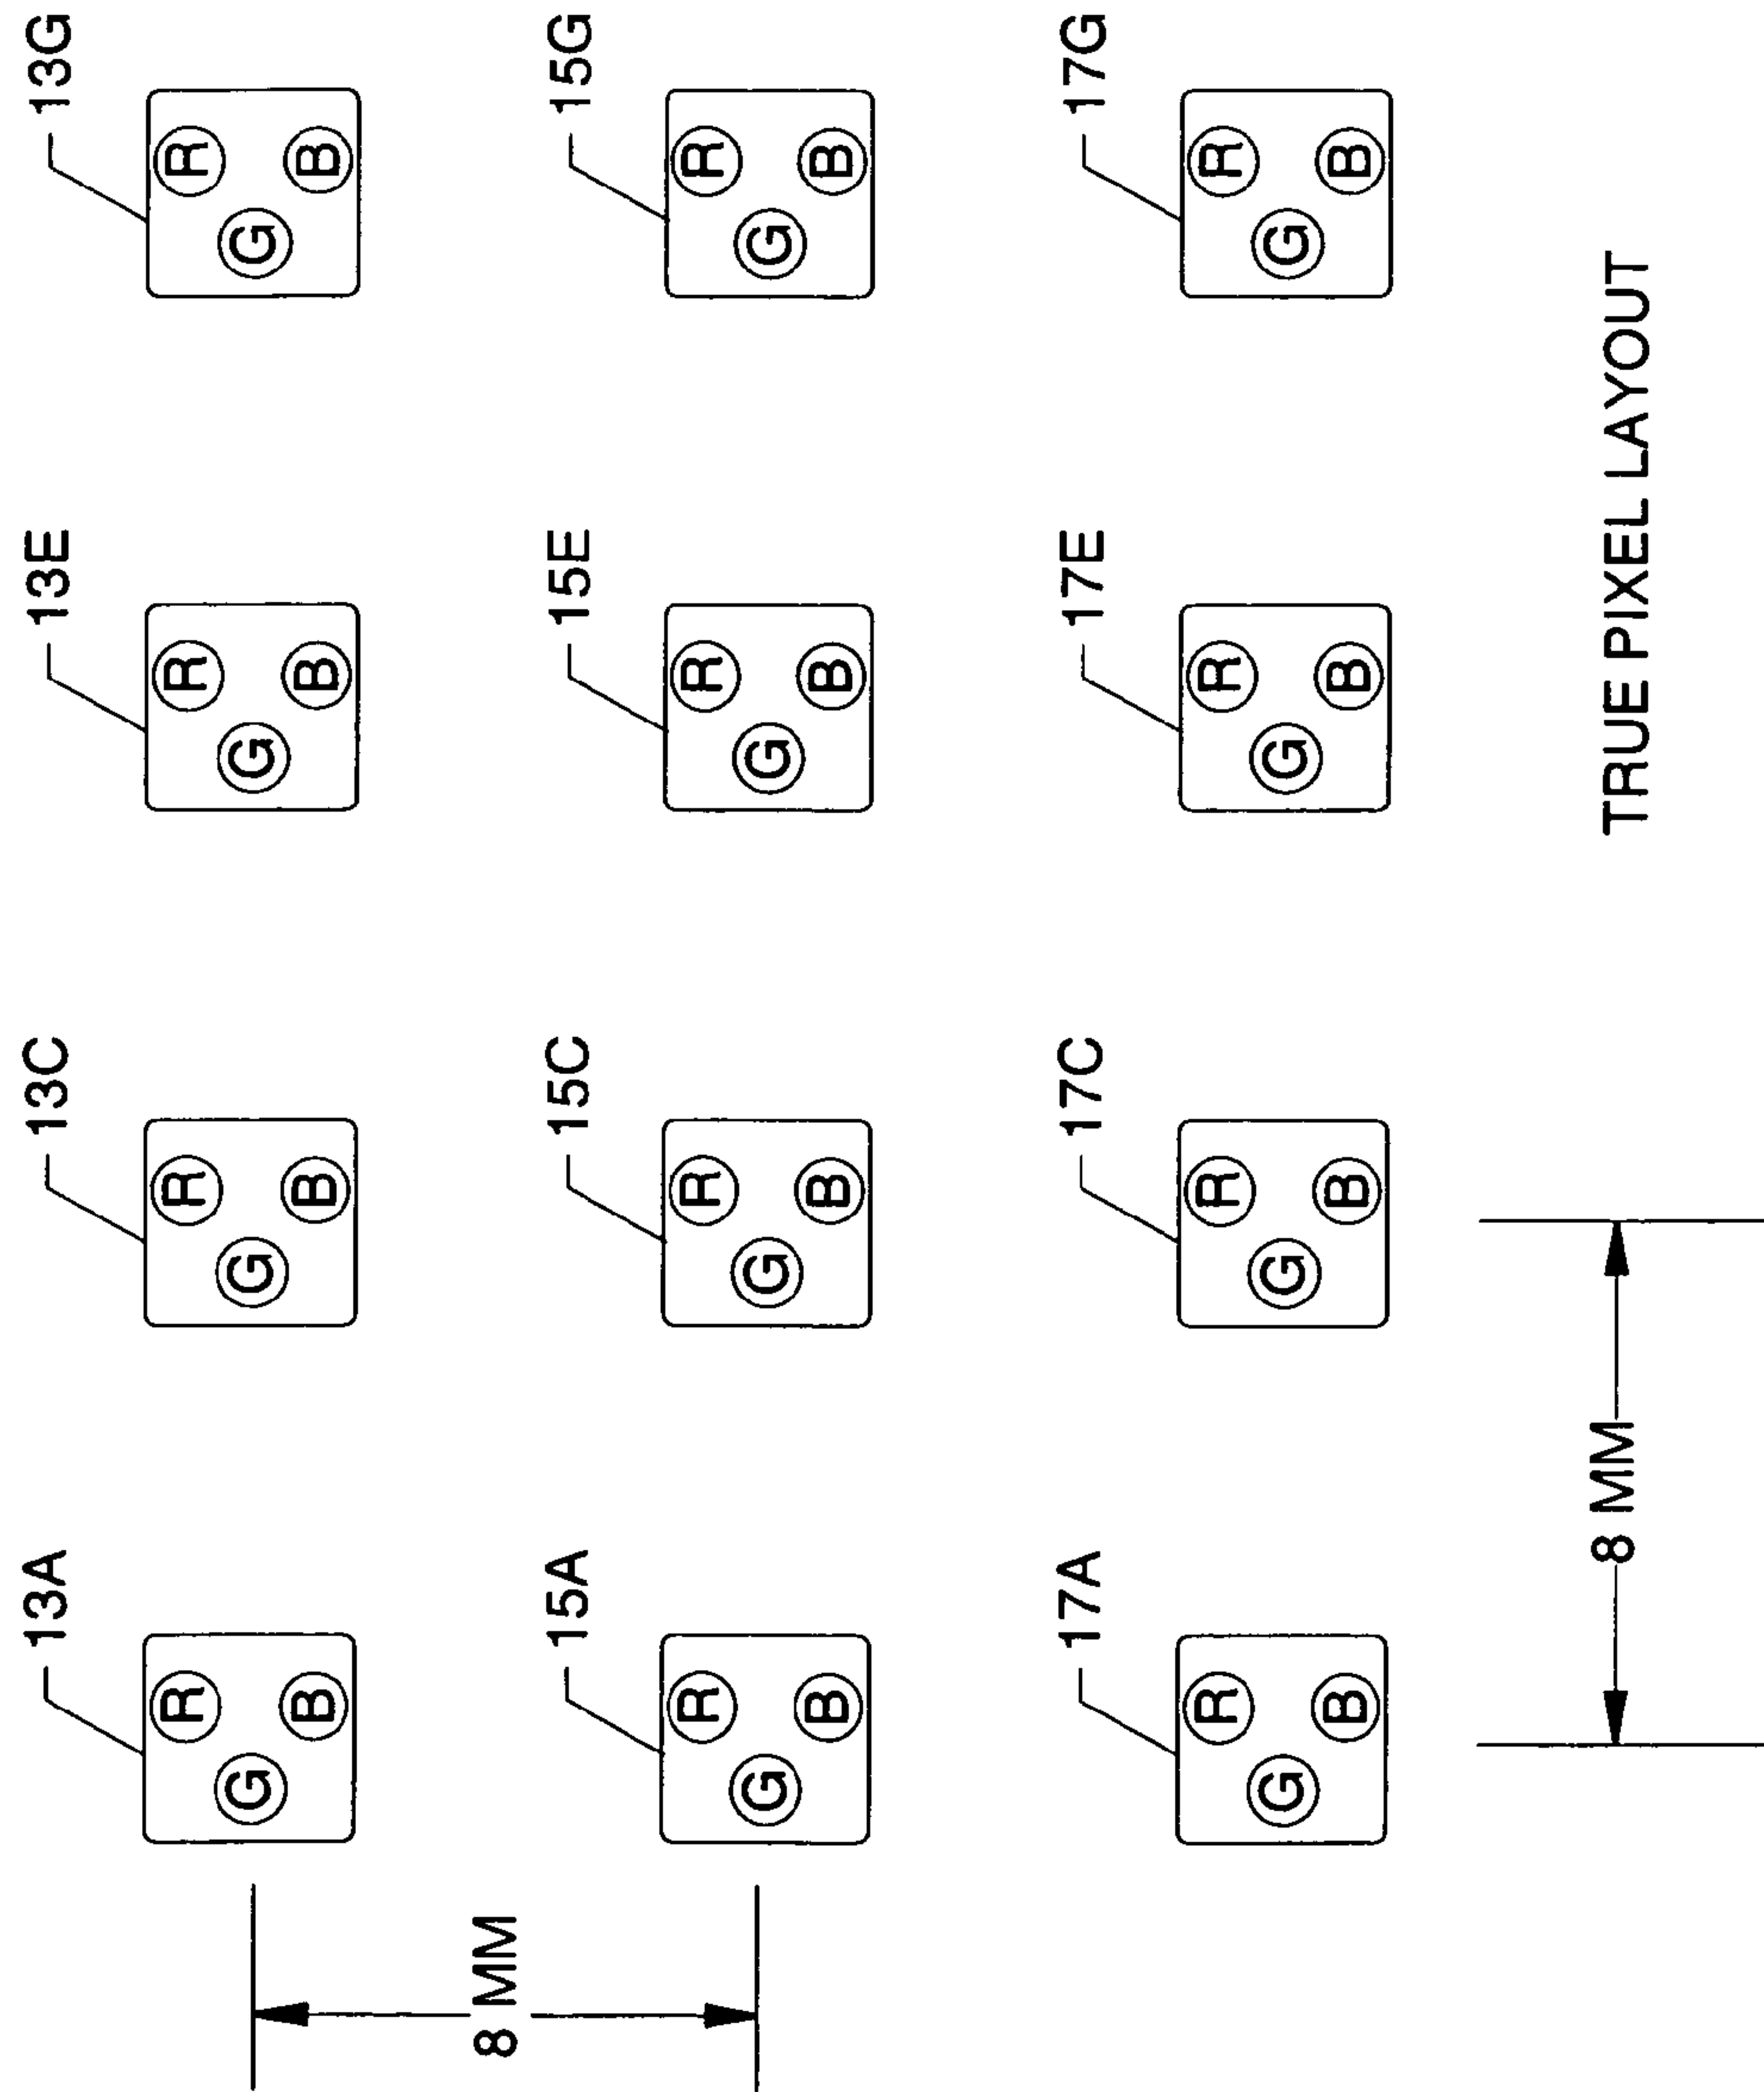 13A 13C 13E 13G
R R R R
G G G G
B B B B
8 MM
15A 15C 15E 15G
R R R R
G G G G
B B B B
17A 17C 17E 17G
R R R R
G G G G
B B B B
8 MM
TRUE PIXEL LAYOUT